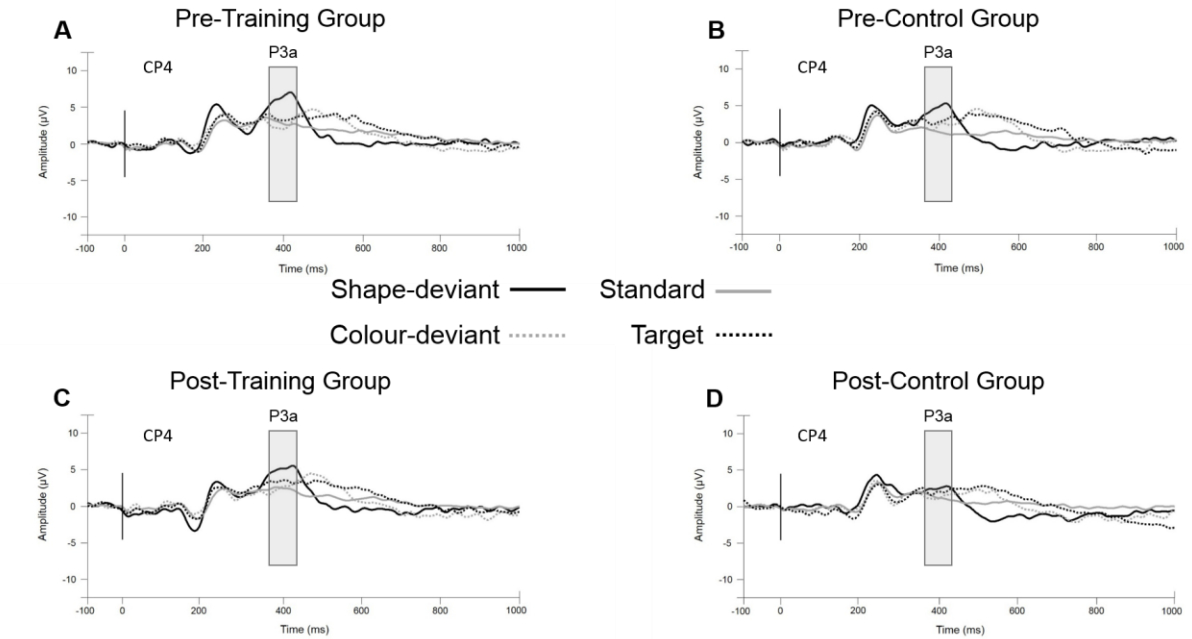 Pre-Training Group
A
P3a
CP4
10
5
0
-5
-10
Amplitude (µV)
-100 0 200 400 600 800 1000
Time (ms)
Pre-Control Group
B
P3a
CP4
10
5
0
-5
-10
Amplitude (µV)
-100 0 200 400 600 800 1000
Time (ms)
Shape-deviant
Standard
Colour-deviant
Target
Post-Training Group
C
P3a
CP4
10
5
0
-5
-10
Amplitude (µV)
-100 0 200 400 600 800 1000
Time (ms)
Post-Control Group
D
P3a
CP4
10
5
0
-5
-10
Amplitude (µV)
-100 0 200 400 600 800 1000
Time (ms)